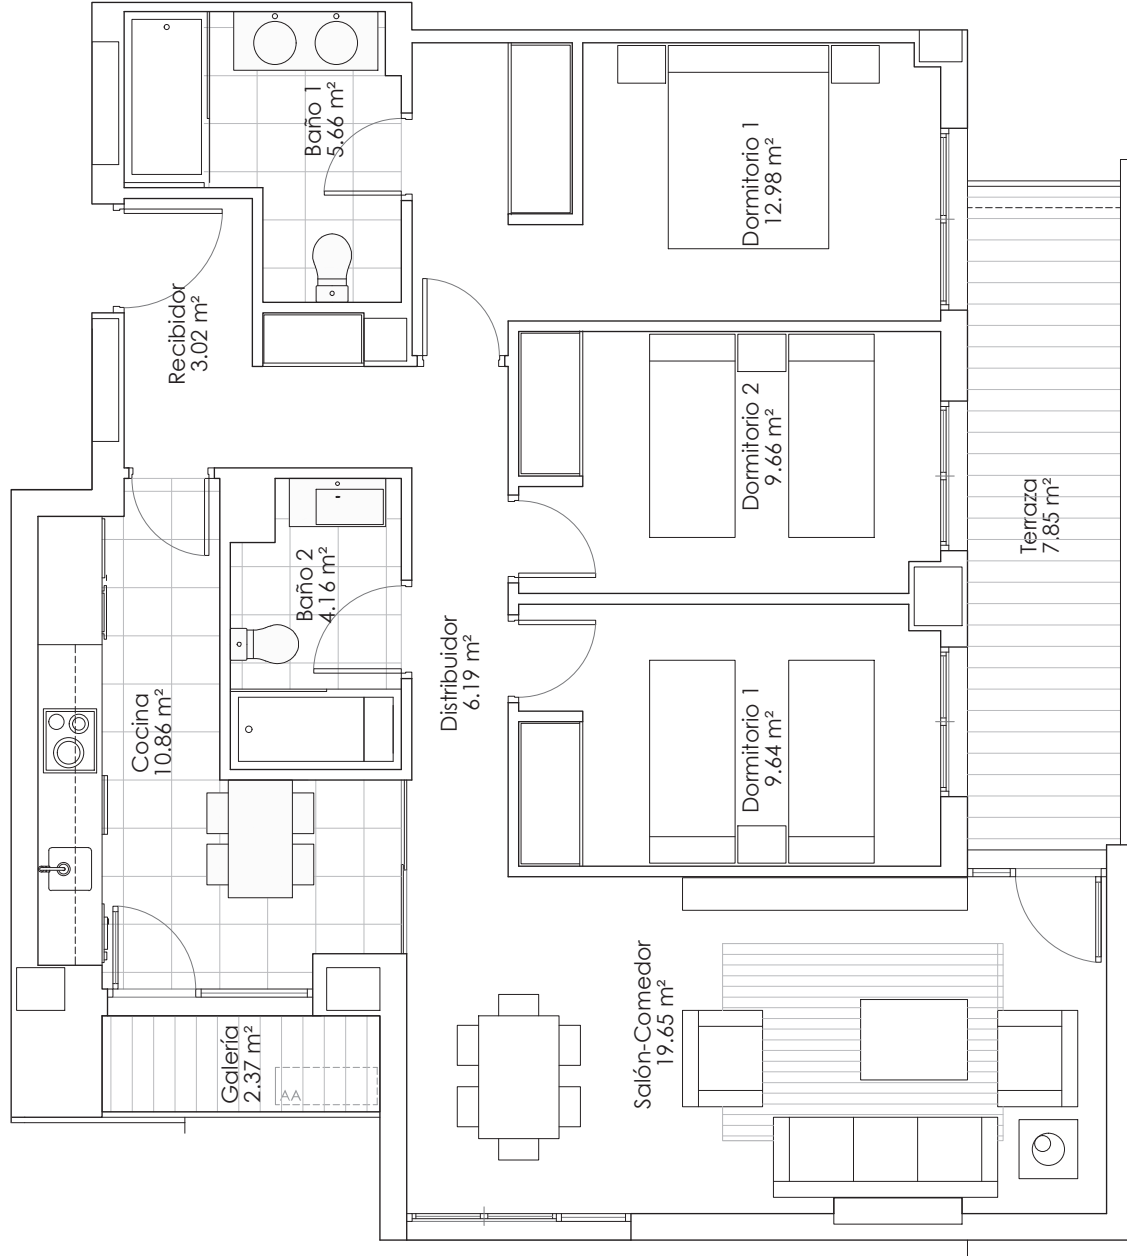 Baño 1
5.66 m²
Dormitorio 1
12.98 m²
Recibidor
3.02 m²
Dormitorio 2
9.66 m²
Terraza
7.85 m²
Baño 2
4.16 m²
Distribuidor
6.19 m²
Cocina
10.86 m²
Dormitorio 1
9.64 m²
Salón-Comedor
19.65 m²
Galería
2.37 m²
AA